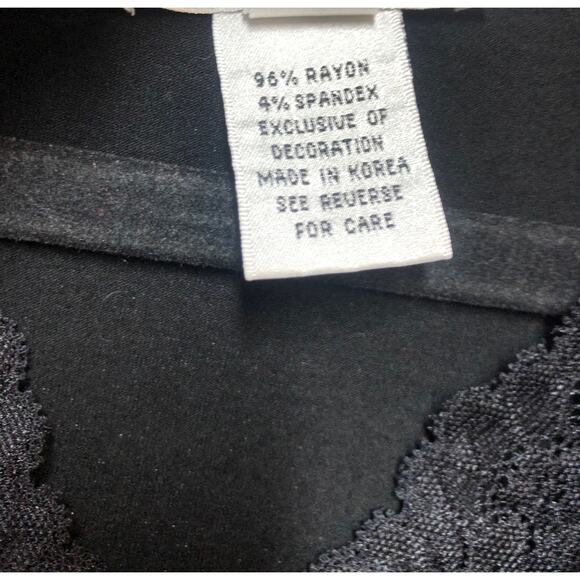 96% RAYON
4% SPANDEX
EXCLUSIVE OF
DECORATION
MADE IN KOREA
SEE REVERSE
FOR CARE